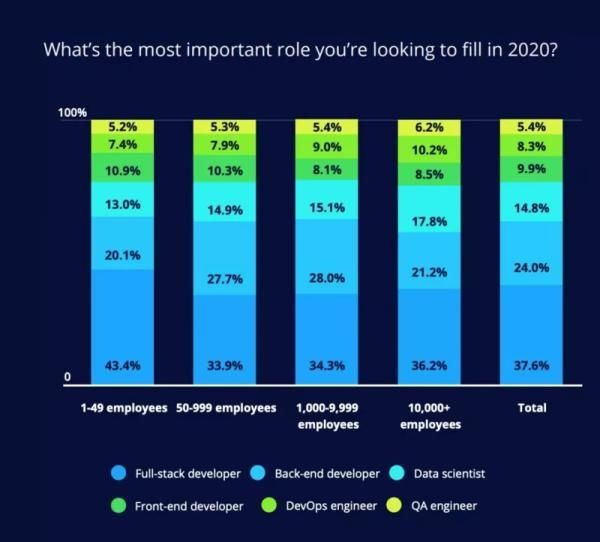 What's the most important role you're looking to fill in 2020?
100%
5.2% 5.3% 5.4% 6.2% 5.4%
7.4% 7.9% 9.0% 10.2% 8.3%
10.9% 10.3% 8.1% 8.5% 9.9%
13.0% 14.9% 15.1% 17.8% 14.8%
20.1% 27.7% 28.0% 21.2% 24.0%
43.4% 33.9% 34.3% 36.2% 37.6%
0
1-49 employees 50-999 employees 1,000-9,999 10,000+ Total
employees employees
Full-stack developer Back-end developer Data scientist
Front-end developer DevOps engineer QA engineer